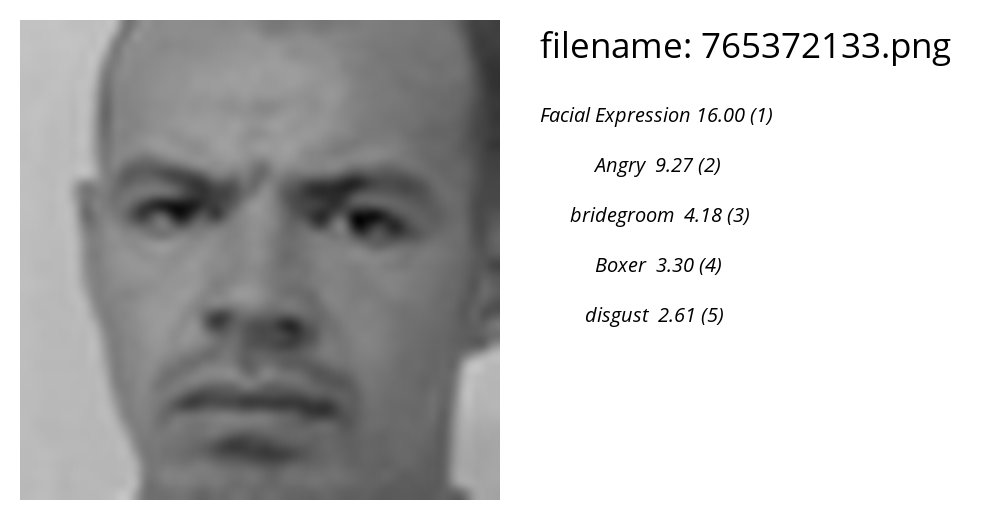 filename: 765372133.png
Facial Expression 16.00 (1)
Angry 9.27 (2)
bridegroom 4.18 (3)
Boxer 3.30 (4)
disgust 2.61 (5)